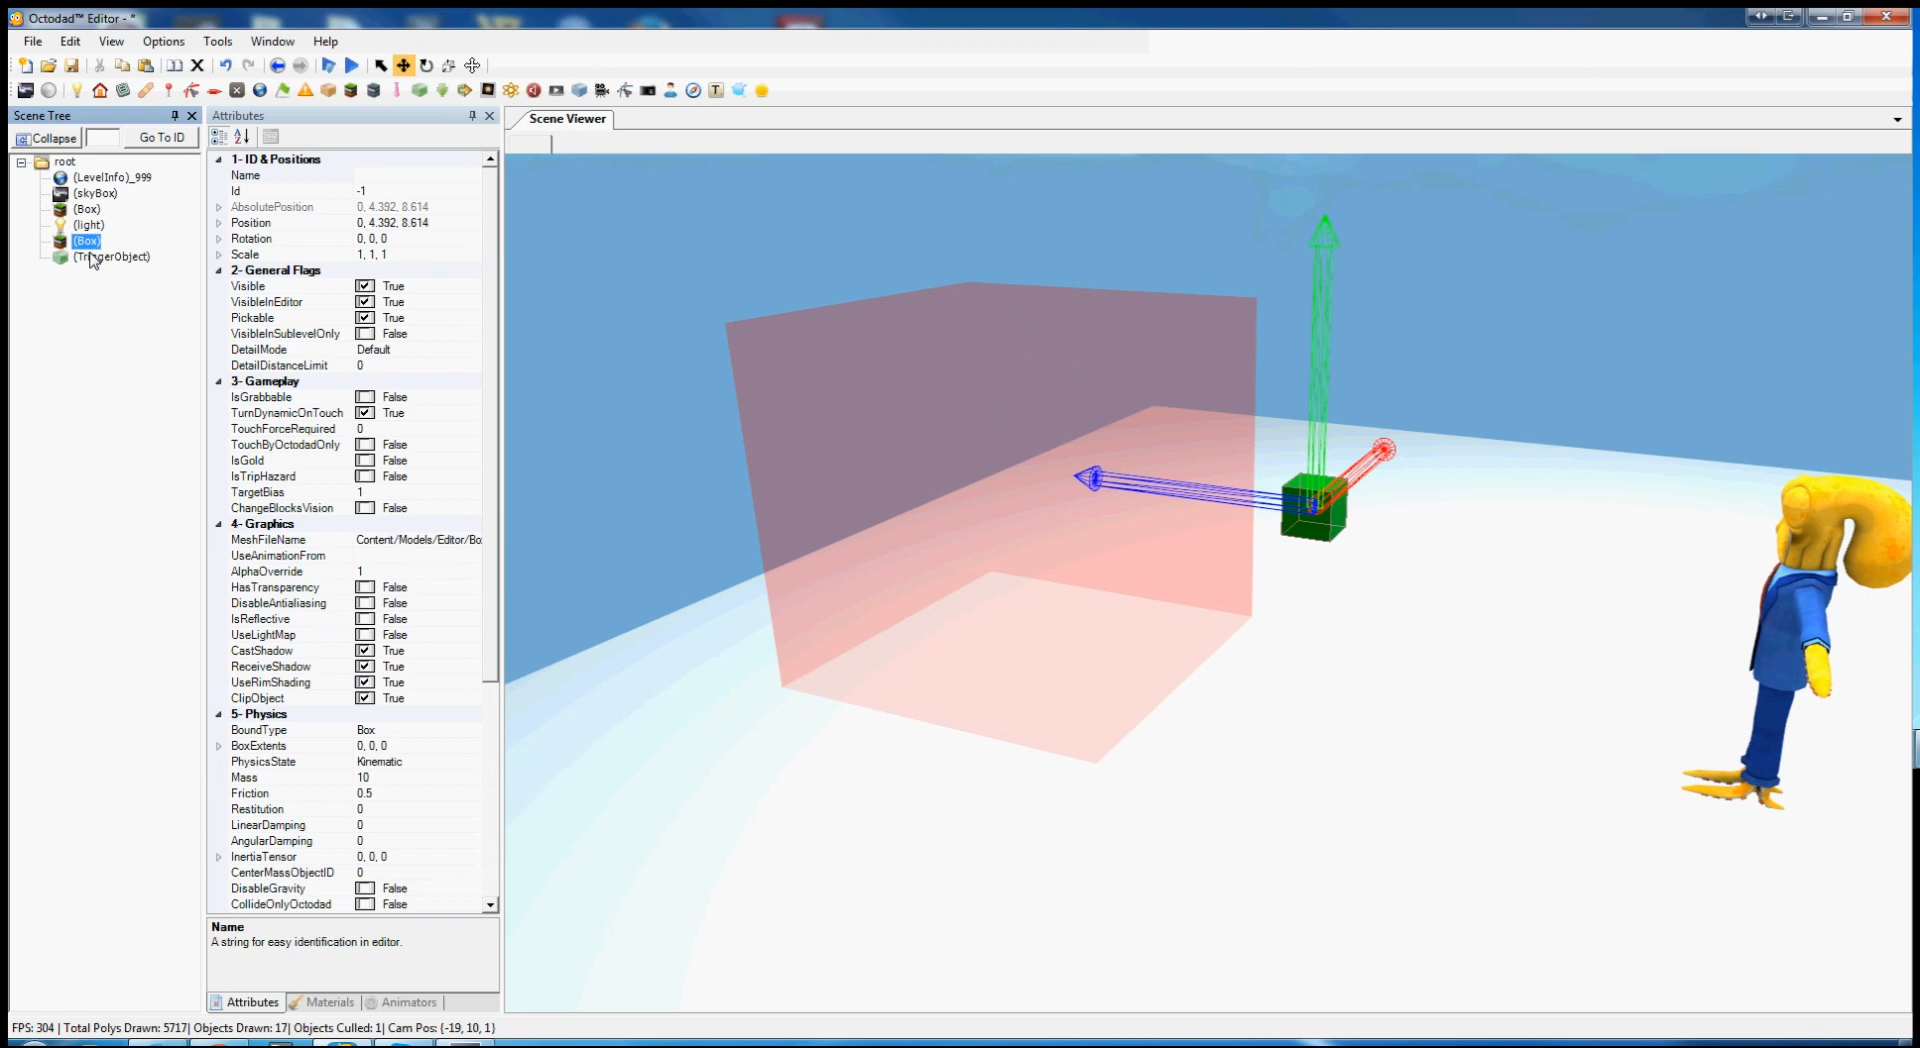 Octodad™ Editor - *
File Edit View Options Tools Window Help
Scene Tree
Collapse Go To ID
root
(LevelInfo)_999
(skyBox)
(Box)
(light)
(Box)
Attributes
1- ID & Positions
Name
Id -1
AbsolutePosition 0, 4.392, 8.614
Position 0, 4.392, 8.614
Rotation 0, 0, 0
Scale 1, 1, 1
2- General Flags
Visible True
VisibleInEditor True
Pickable True
VisibleInSublevelOnly False
DetailMode Default
DetailDistanceLimit 0
3- Gameplay
IsGrabbable False
TurnDynamicOnTouch True
TouchForceRequired 0
TouchByOctodadOnly False
IsGold False
IsTripHazard False
TargetBias 1
ChangeBlocksVision False
4- Graphics
MeshFileName Content/Models/Editor/Bo
UseAnimationFrom
AlphaOverride 1
HasTransparency False
DisableAntialiasing False
IsReflective False
UseLightMap False
CastShadow True
ReceiveShadow True
UseRimShading True
ClipObject True
5- Physics
BoundType Box
BoxExtents 0, 0, 0
PhysicsState Kinematic
Mass 10
Friction 0.5
Restitution 0
LinearDamping 0
AngularDamping 0
InertiaTensor 0, 0, 0
CenterMassObjectID 0
DisableGravity False
CollideOnlyOctodad False
Name
A string for easy identification in editor.
Attributes Materials Animators
Scene Viewer
FPS: 304 | Total Polys Drawn: 5717| Objects Drawn: 17| Objects Culled: 1| Cam Pos: {-19, 10, 1}